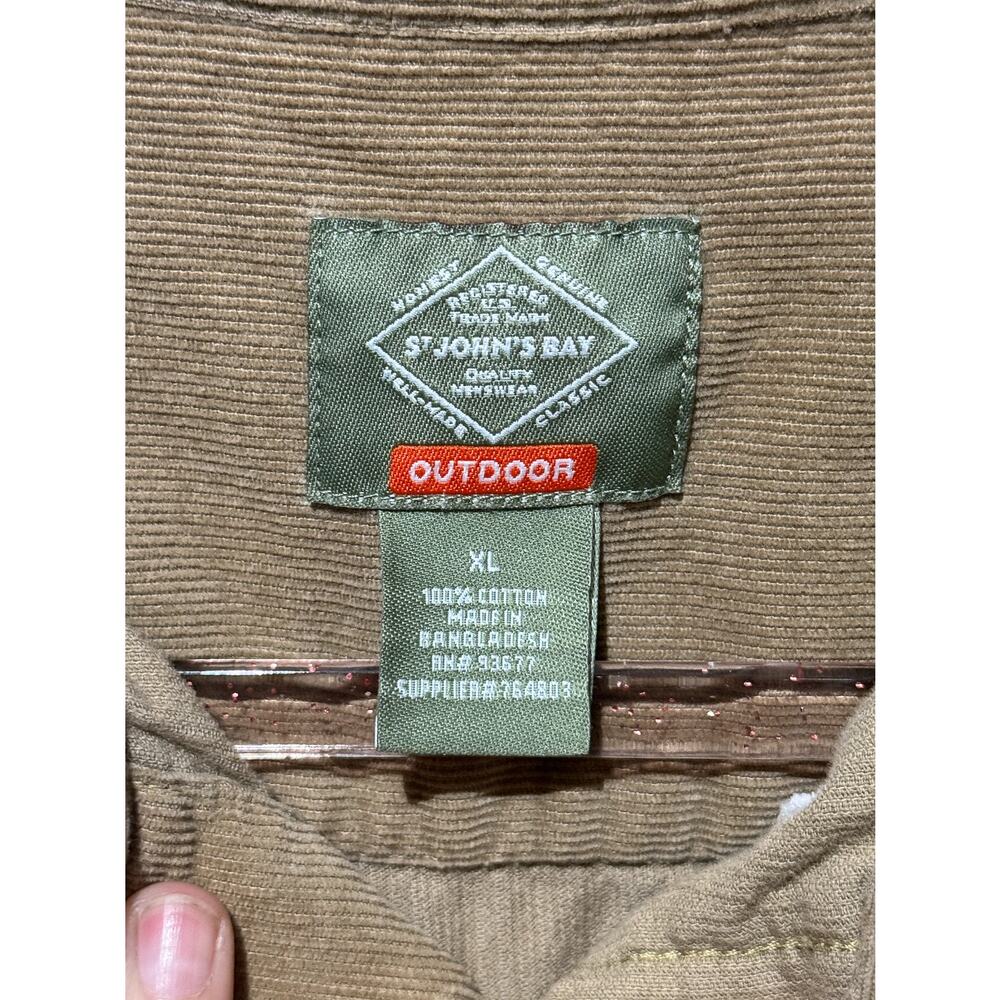 HONEST GENUINE
REGISTERED
U.S.
TRADE MARK
ST JOHN'S BAY
QUALITY
MENSWEAR
WELL-MADE CLASSIC
OUTDOOR
XL
100% COTTON
MADE IN
BANGLADESH
RN# 93677
SUPPLIER# 764803